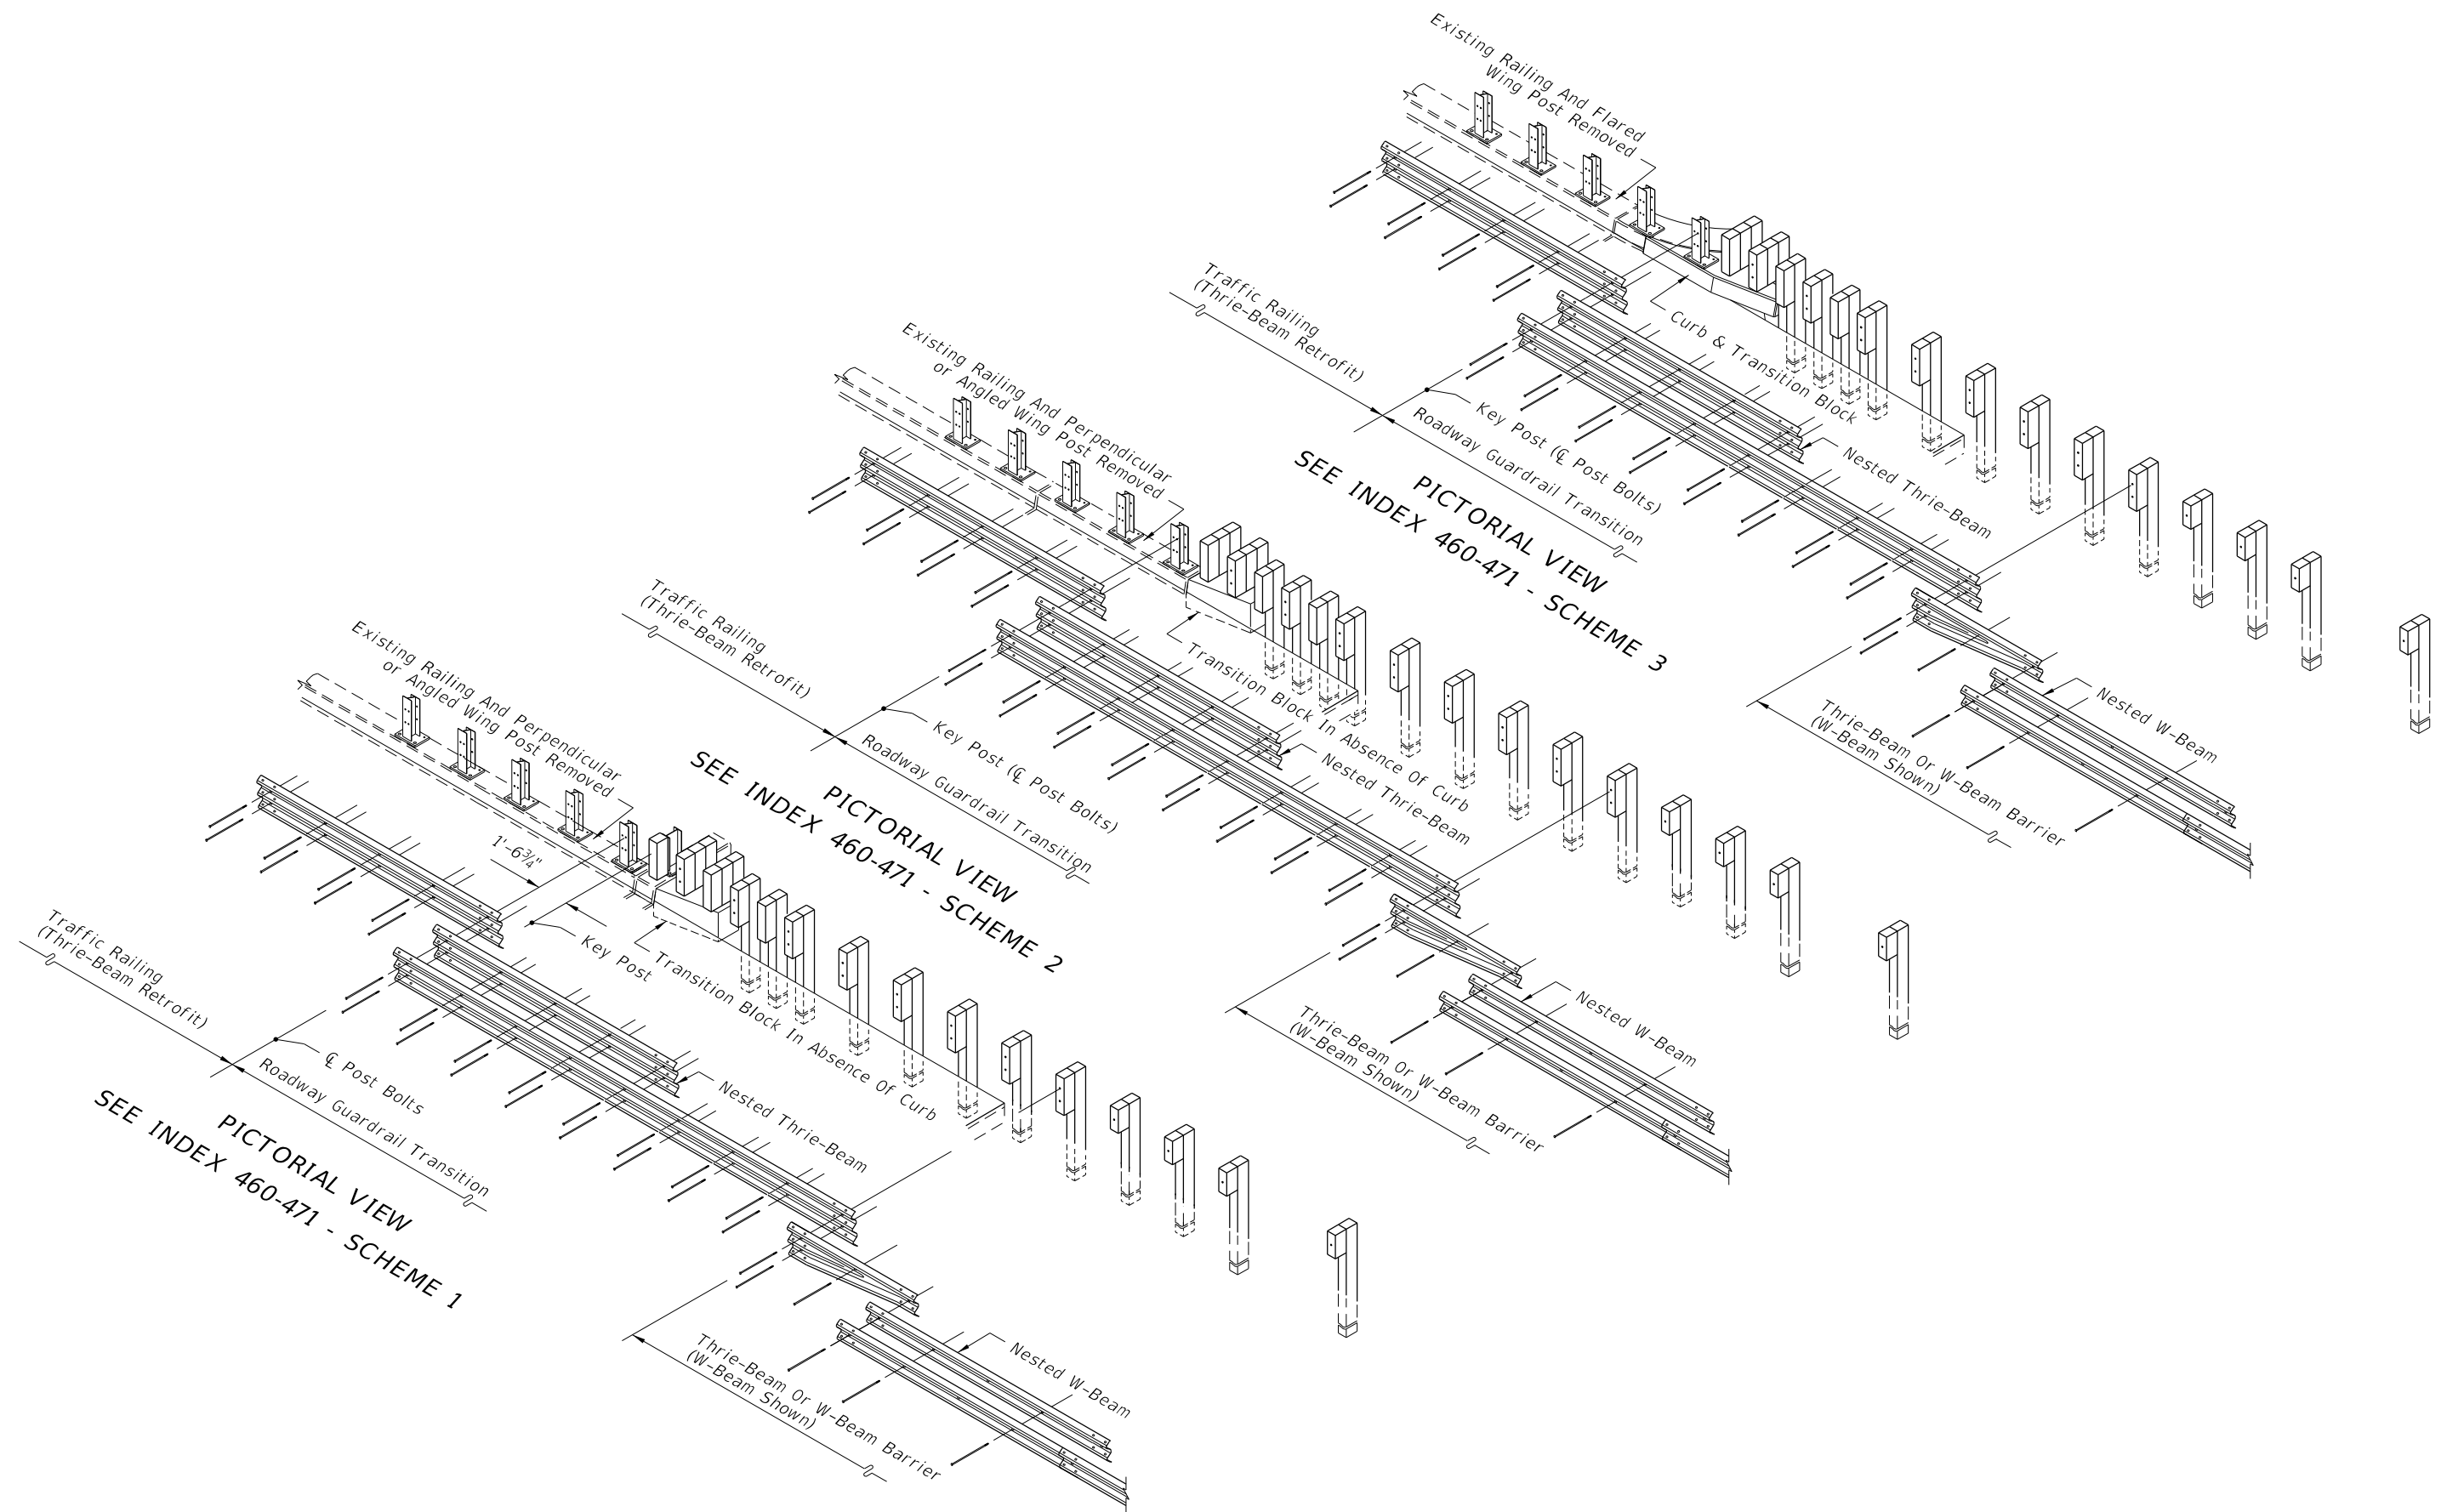 Existing Railing And Flared
Wing Post Removed
Traffic Railing
(Thrie-Beam Retrofit)
Curb & Transition Block
Key Post (℄ Post Bolts)
Roadway Guardrail Transition
Nested Thrie-Beam
PICTORIAL VIEW
SEE INDEX 460-471 - SCHEME 3
Nested W-Beam
Thrie-Beam Or W-Beam Barrier
(W-Beam Shown)
Existing Railing And Perpendicular
or Angled Wing Post Removed
Traffic Railing
(Thrie-Beam Retrofit)
Transition Block In Absence Of Curb
Key Post (℄ Post Bolts)
Roadway Guardrail Transition
Nested Thrie-Beam
PICTORIAL VIEW
SEE INDEX 460-471 - SCHEME 2
Nested W-Beam
Thrie-Beam Or W-Beam Barrier
(W-Beam Shown)
Existing Railing And Perpendicular
or Angled Wing Post Removed
1'-6¾"
Traffic Railing
(Thrie-Beam Retrofit)
Key Post
Transition Block In Absence Of Curb
℄ Post Bolts
Roadway Guardrail Transition
Nested Thrie-Beam
PICTORIAL VIEW
SEE INDEX 460-471 - SCHEME 1
Nested W-Beam
Thrie-Beam Or W-Beam Barrier
(W-Beam Shown)